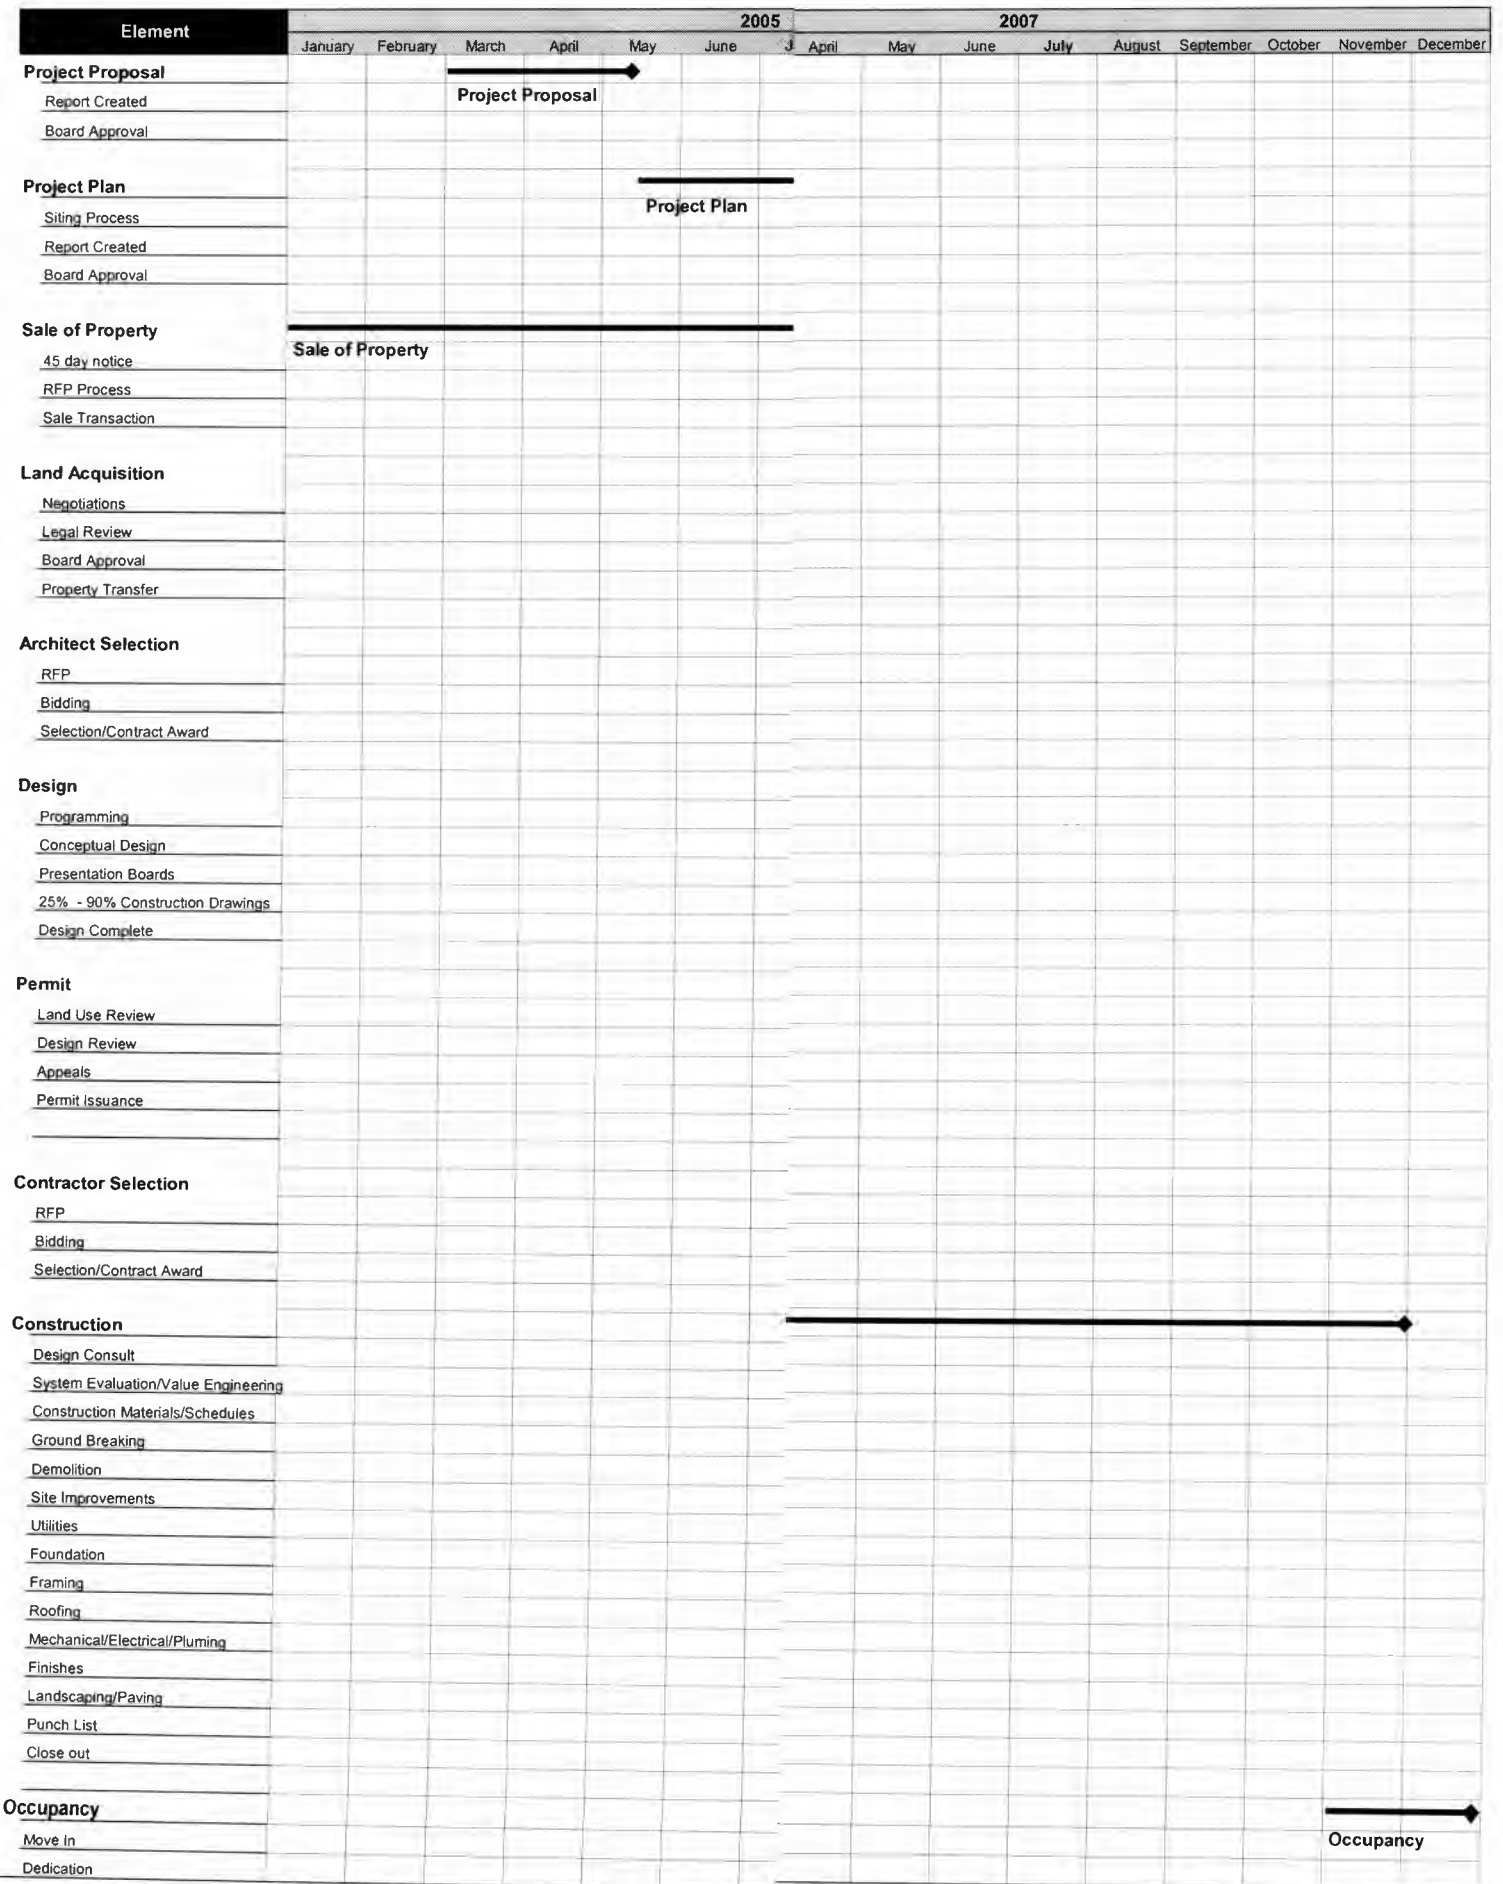 Element
2005
2007
January February March April May June J April May June July August September October November December
Project Proposal
Project Proposal
Report Created
Board Approval
Project Plan
Project Plan
Siting Process
Report Created
Board Approval
Sale of Property
Sale of Property
45 day notice
RFP Process
Sale Transaction
Land Acquisition
Negotiations
Legal Review
Board Approval
Property Transfer
Architect Selection
RFP
Bidding
Selection/Contract Award
Design
Programming
Conceptual Design
Presentation Boards
25% - 90% Construction Drawings
Design Complete
Permit
Land Use Review
Design Review
Appeals
Permit Issuance
Contractor Selection
RFP
Bidding
Selection/Contract Award
Construction
Design Consult
System Evaluation/Value Engineering
Construction Materials/Schedules
Ground Breaking
Demolition
Site Improvements
Utilities
Foundation
Framing
Roofing
Mechanical/Electrical/Pluming
Finishes
Landscaping/Paving
Punch List
Close out
Occupancy
Occupancy
Move In
Dedication